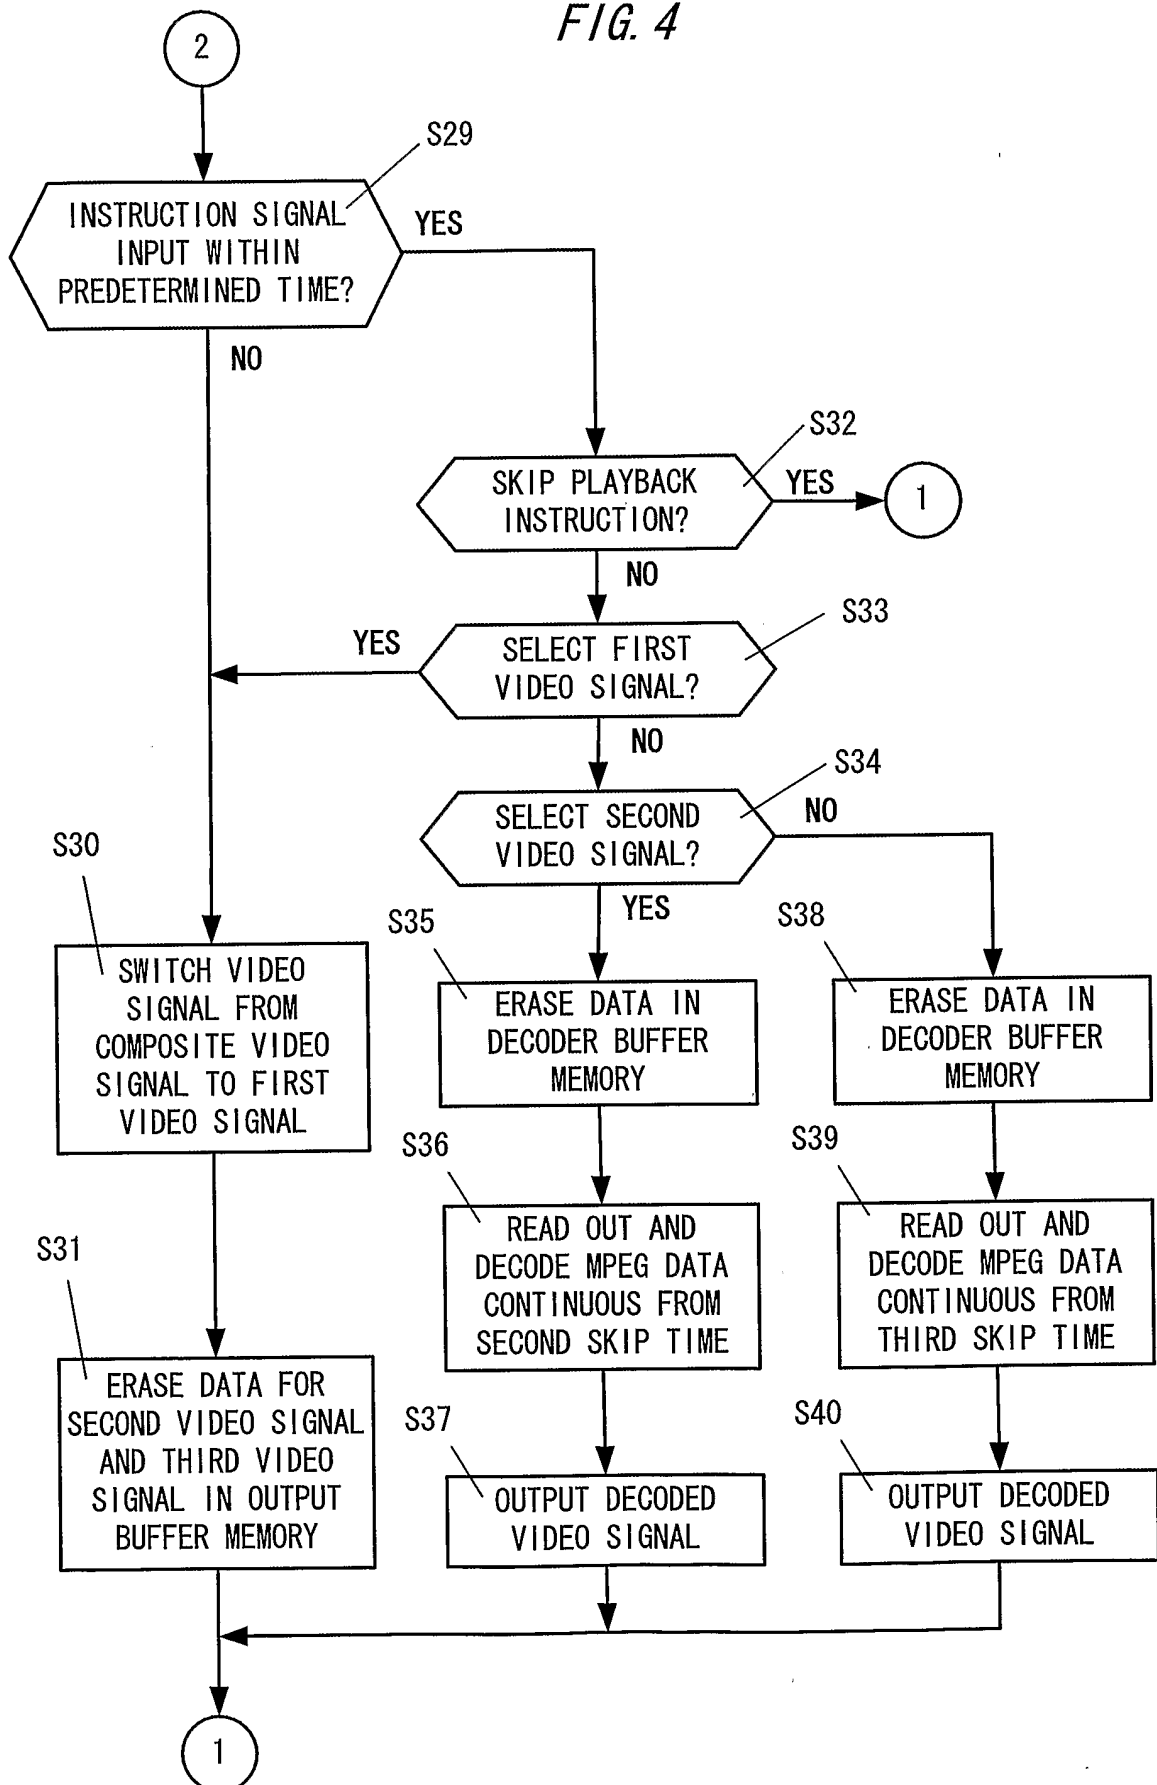 FIG. 4
2
S29
INSTRUCTION SIGNAL
INPUT WITHIN
PREDETERMINED TIME?
YES
NO
S32
SKIP PLAYBACK
INSTRUCTION?
YES
1
NO
S33
SELECT FIRST
VIDEO SIGNAL?
YES
NO
S34
SELECT SECOND
VIDEO SIGNAL?
NO
YES
S30
SWITCH VIDEO
SIGNAL FROM
COMPOSITE VIDEO
SIGNAL TO FIRST
VIDEO SIGNAL
S35
ERASE DATA IN
DECODER BUFFER
MEMORY
S38
ERASE DATA IN
DECODER BUFFER
MEMORY
S36
READ OUT AND
DECODE MPEG DATA
CONTINUOUS FROM
SECOND SKIP TIME
S39
READ OUT AND
DECODE MPEG DATA
CONTINUOUS FROM
THIRD SKIP TIME
S31
ERASE DATA FOR
SECOND VIDEO SIGNAL
AND THIRD VIDEO
SIGNAL IN OUTPUT
BUFFER MEMORY
S37
OUTPUT DECODED
VIDEO SIGNAL
S40
OUTPUT DECODED
VIDEO SIGNAL
1